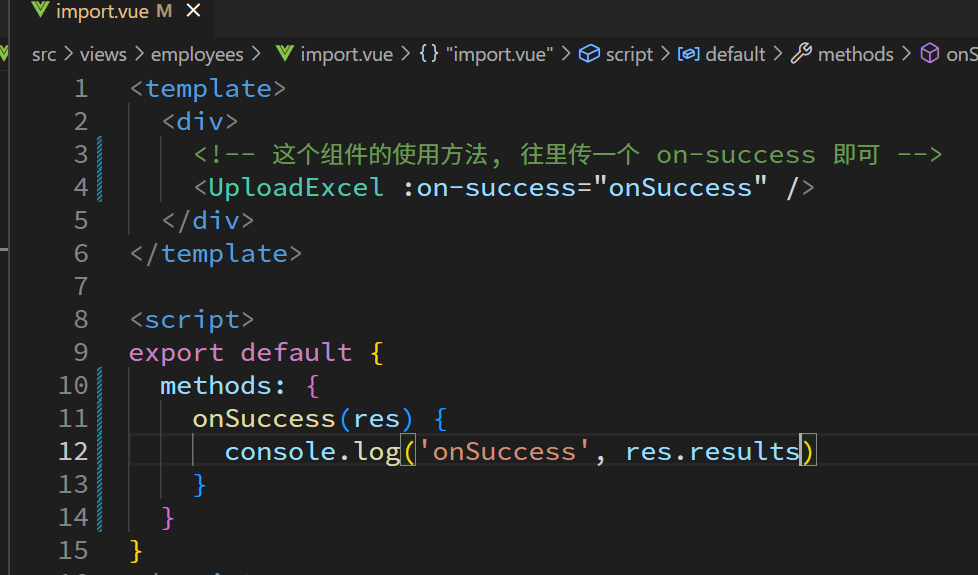 import.vue M ×
src > views > employees > import.vue > {} "import.vue" > script > default > methods > onS
1 <template>
2   <div>
3     <!-- 这个组件的使用方法, 往里传一个 on-success 即可 -->
4     <UploadExcel :on-success="onSuccess" />
5   </div>
6 </template>
7
8 <script>
9 export default {
10   methods: {
11     onSuccess(res) {
12       console.log('onSuccess', res.results)
13     }
14   }
15 }